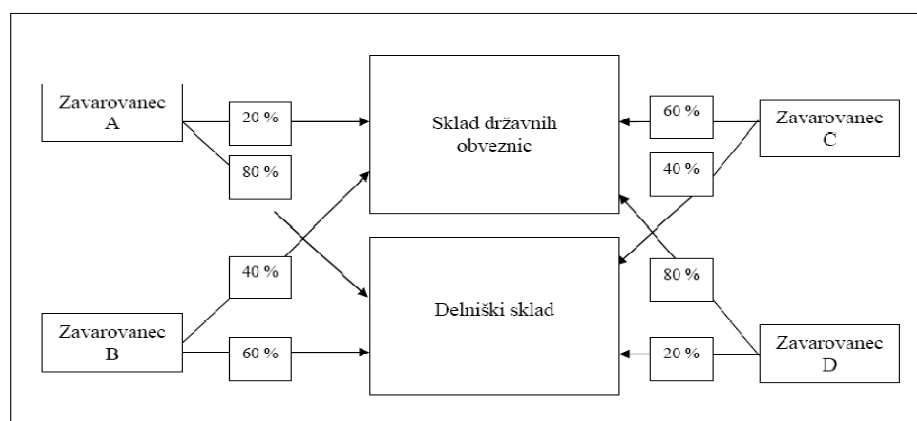 Zavarovanec
A
20 %
80 %
Sklad državnih
obveznic
60 %
40 %
Zavarovanec
C
Zavarovanec
B
40 %
60 %
Delniški sklad
80 %
20 %
Zavarovanec
D